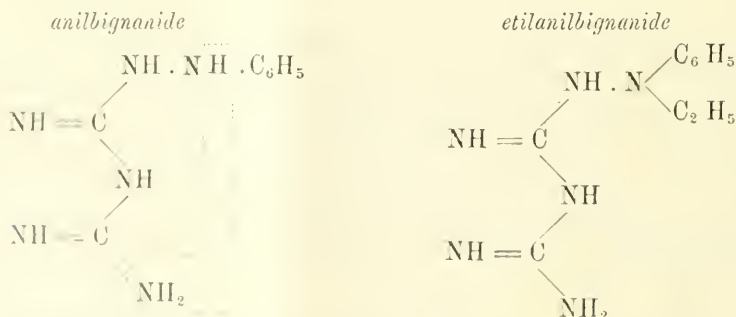 anilbignanide
NH . NH . C₆H₅
NH = C
NH
NH = C
NH₂
etilanilbignanide
C₆ H₅
NH . N
C₂ H₅
NH = C
NH
NH = C
NH₂